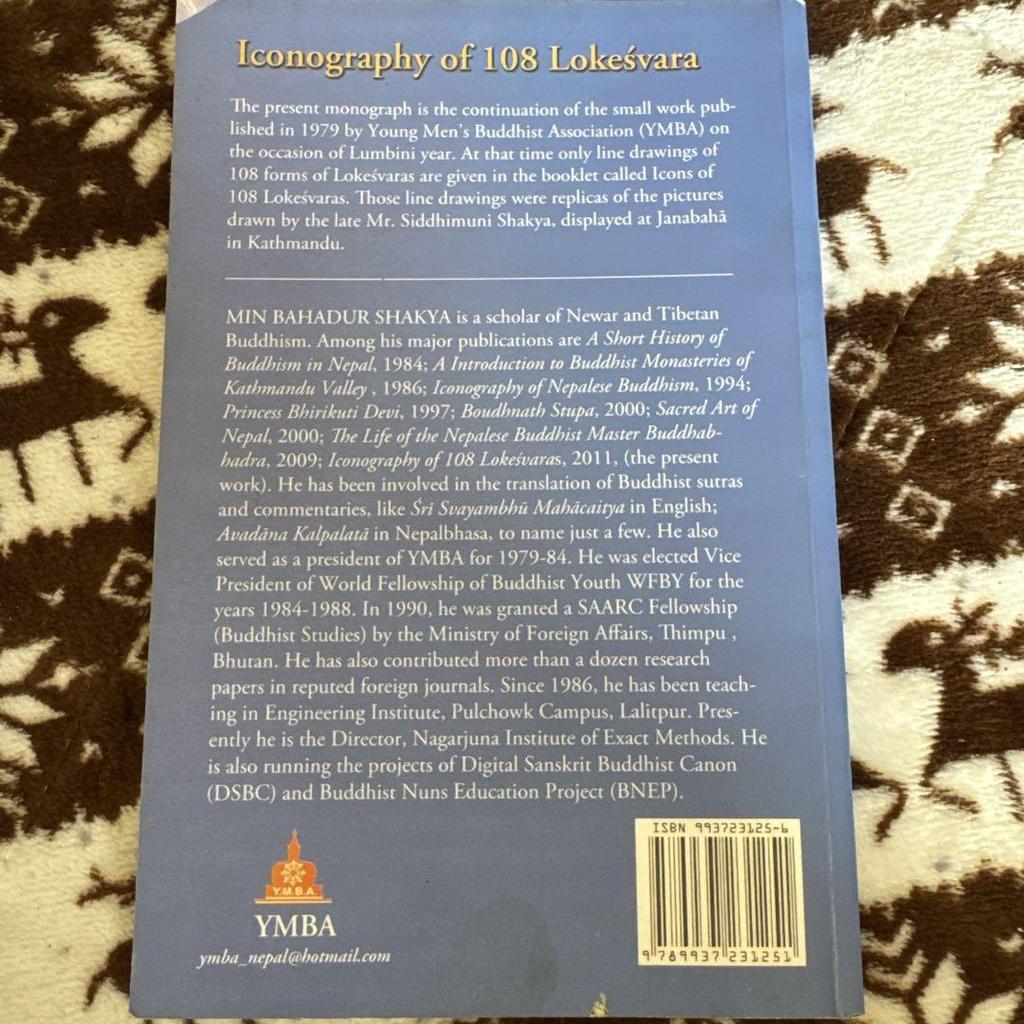 Iconography of 108 Lokeśvara
The present monograph is the continuation of the small work pub-
lished in 1979 by Young Men's Buddhist Association (YMBA) on
the occasion of Lumbini year. At that time only line drawings of
108 forms of Lokeśvaras are given in the booklet called Icons of
108 Lokeśvaras. Those line drawings were replicas of the pictures
drawn by the late Mr. Siddhimuni Shakya, displayed at Janabahā
in Kathmandu.
MIN BAHADUR SHAKYA is a scholar of Newar and Tibetan
Buddhism. Among his major publications are A Short History of
Buddhism in Nepal, 1984; A Introduction to Buddhist Monasteries of
Kathmandu Valley , 1986; Iconography of Nepalese Buddhism, 1994;
Princess Bhirikuti Devi, 1997; Boudhnath Stupa, 2000; Sacred Art of
Nepal, 2000; The Life of the Nepalese Buddhist Master Buddhab-
hadra, 2009; Iconography of 108 Lokeśvaras, 2011, (the present
work). He has been involved in the translation of Buddhist sutras
and commentaries, like Śrī Svayambhū Mahācaitya in English;
Avadāna Kalpalatā in Nepalbhasa, to name just a few. He also
served as a president of YMBA for 1979-84. He was elected Vice
President of World Fellowship of Buddhist Youth WFBY for the
years 1984-1988. In 1990, he was granted a SAARC Fellowship
(Buddhist Studies) by the Ministry of Foreign Affairs, Thimpu ,
Bhutan. He has also contributed more than a dozen research
papers in reputed foreign journals. Since 1986, he has been teach-
ing in Engineering Institute, Pulchowk Campus, Lalitpur. Pres-
ently he is the Director, Nagarjuna Institute of Exact Methods. He
is also running the projects of Digital Sanskrit Buddhist Canon
(DSBC) and Buddhist Nuns Education Project (BNEP).
Y.M.B.A.
YMBA
ymba_nepal@hotmail.com
ISBN 993723125-6
9 789937 231251